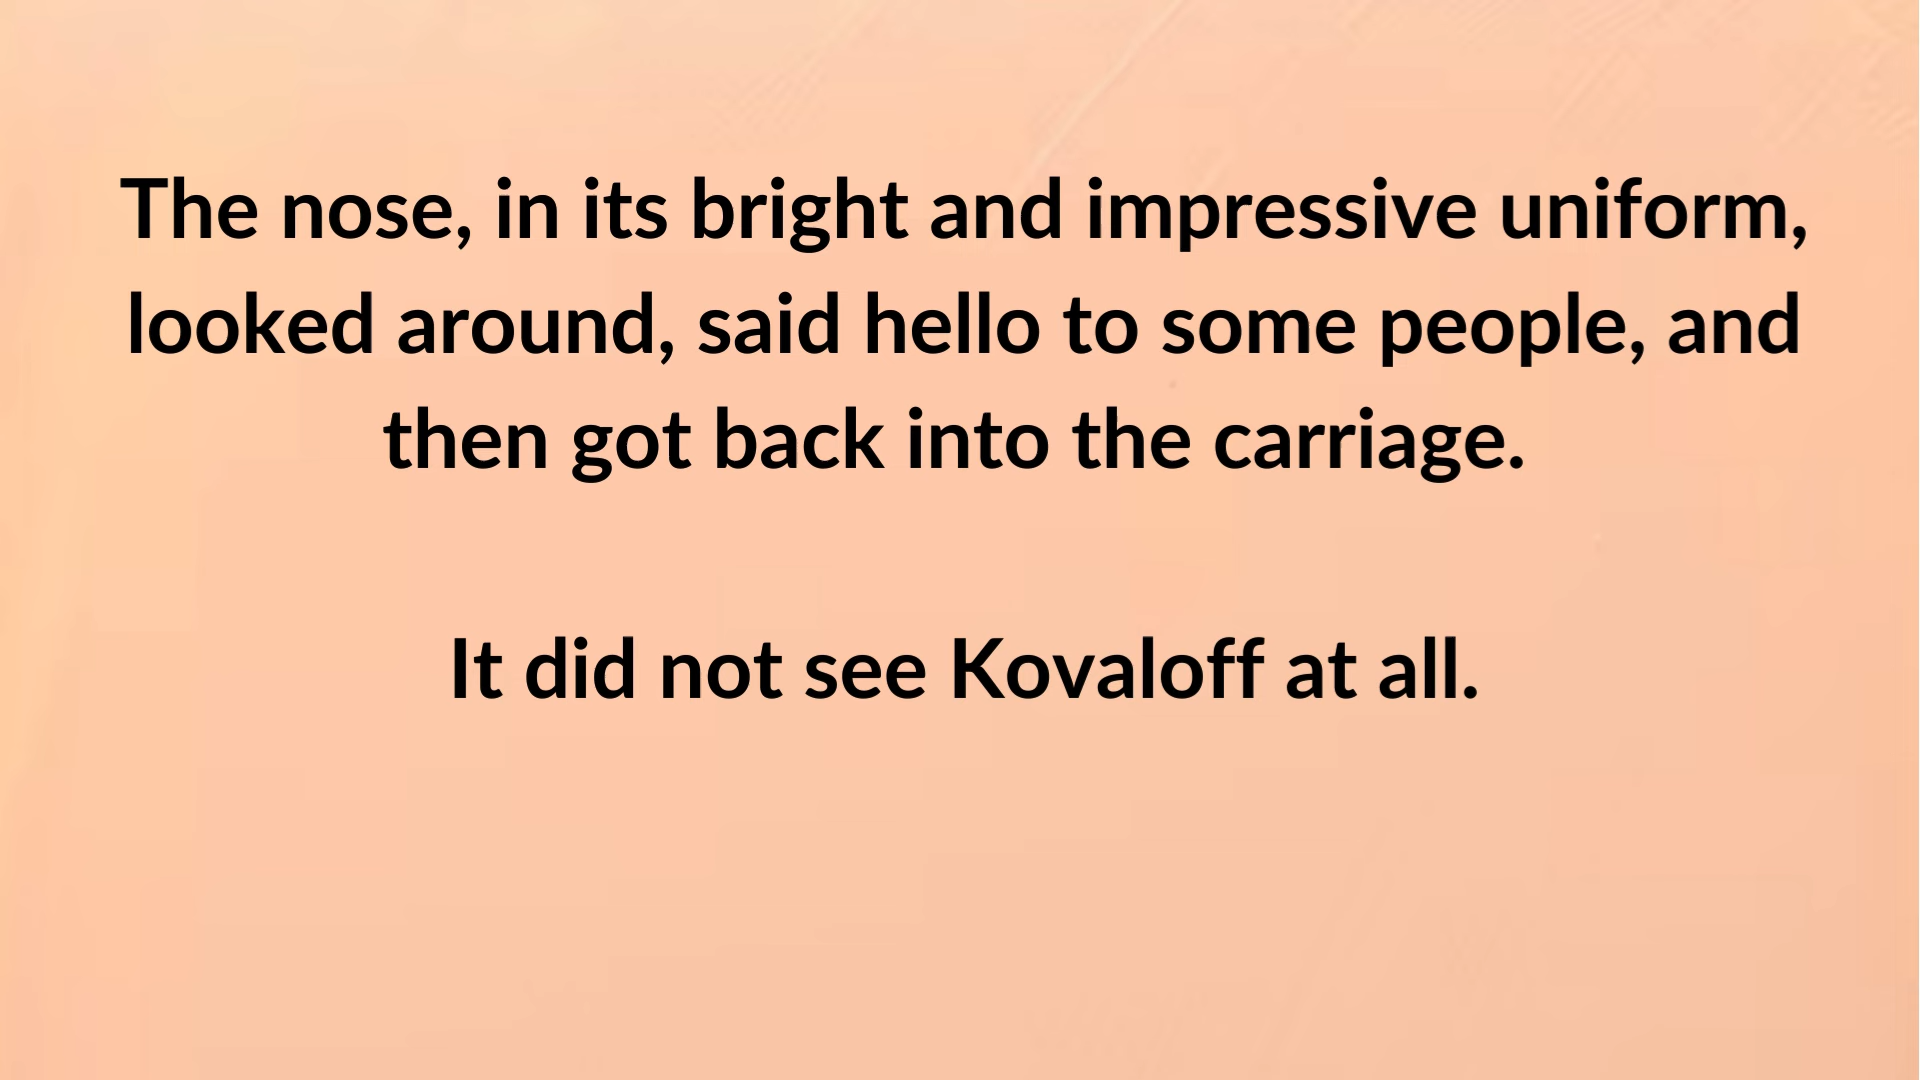 The nose, in its bright and impressive uniform,
looked around, said hello to some people, and
then got back into the carriage.
It did not see Kovaloff at all.